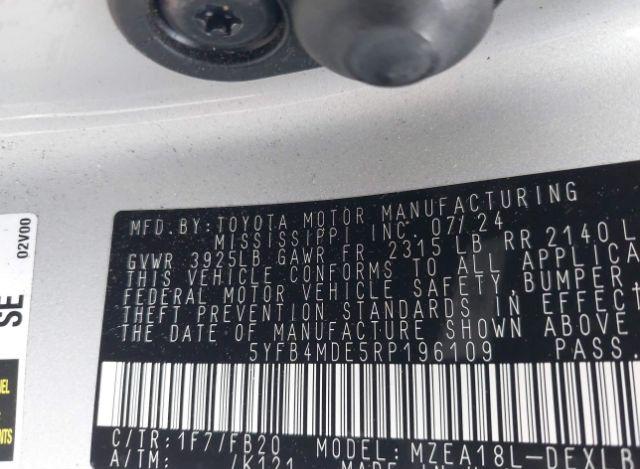 MFD.BY:TOYOTA MOTOR MANUFACTURING
MISSISSIPPI, INC. 07/24
GVWR 3925LB GAWR FR 2315 LB RR 2140 L
THIS VEHICLE CONFORMS TO ALL APPLICA
FEDERAL MOTOR VEHICLE SAFETY, BUMPER,
THEFT PREVENTION STANDARDS IN EFFECT
THE DATE OF MANUFACTURE SHOWN ABOVE
5YFB4MDE5RP196109 PASS.
C/TR:1F7/FB20 MODEL:MZEA18L-DEXLB
A/TM: /K121
02V00
SE